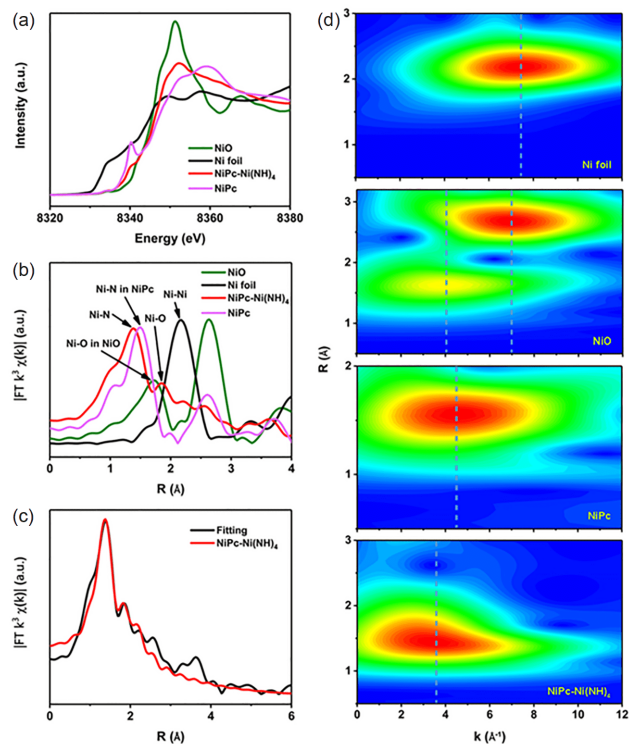 (a)
Intensity (a.u.)
NiO
Ni foil
NiPc-Ni(NH)4
NiPc
8320 8340 8360 8380
Energy (eV)
(b)
|FT k³ χ(k)| (a.u.)
Ni-N in NiPc
Ni-N
Ni-O in NiO
Ni-O
Ni-Ni
NiO
Ni foil
NiPc-Ni(NH)4
NiPc
0 1 2 3 4
R (Å)
(c)
|FT k³ χ(k)| (a.u.)
Fitting
NiPc-Ni(NH)4
0 2 4 6
R (Å)
(d)
R (Å)
3
2
1
Ni foil
3
2
1
NiO
2
1
NiPc
3
2
1
NiPc-Ni(NH)4
0 2 4 6 8 10 12
k (Å⁻¹)